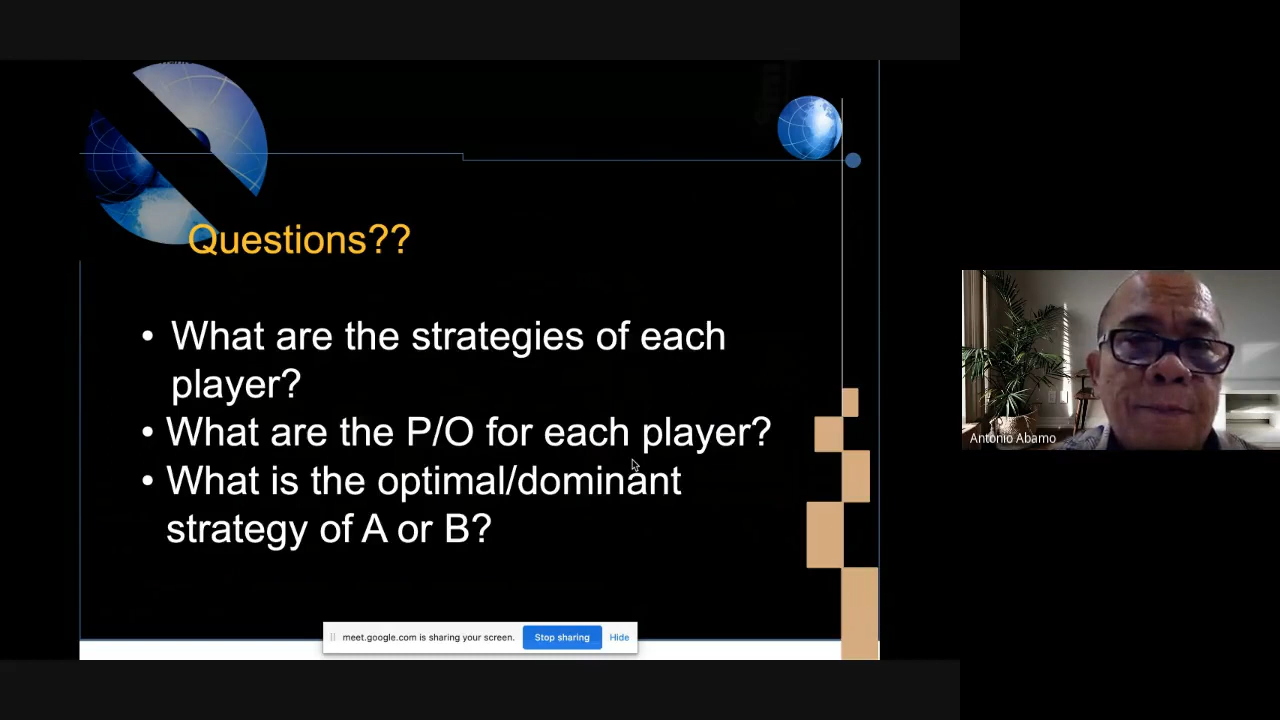 Questions??
• What are the strategies of each
player?
• What are the P/O for each player?
• What is the optimal/dominant
strategy of A or B?
Antonio Abamo
meet.google.com is sharing your screen. Stop sharing Hide